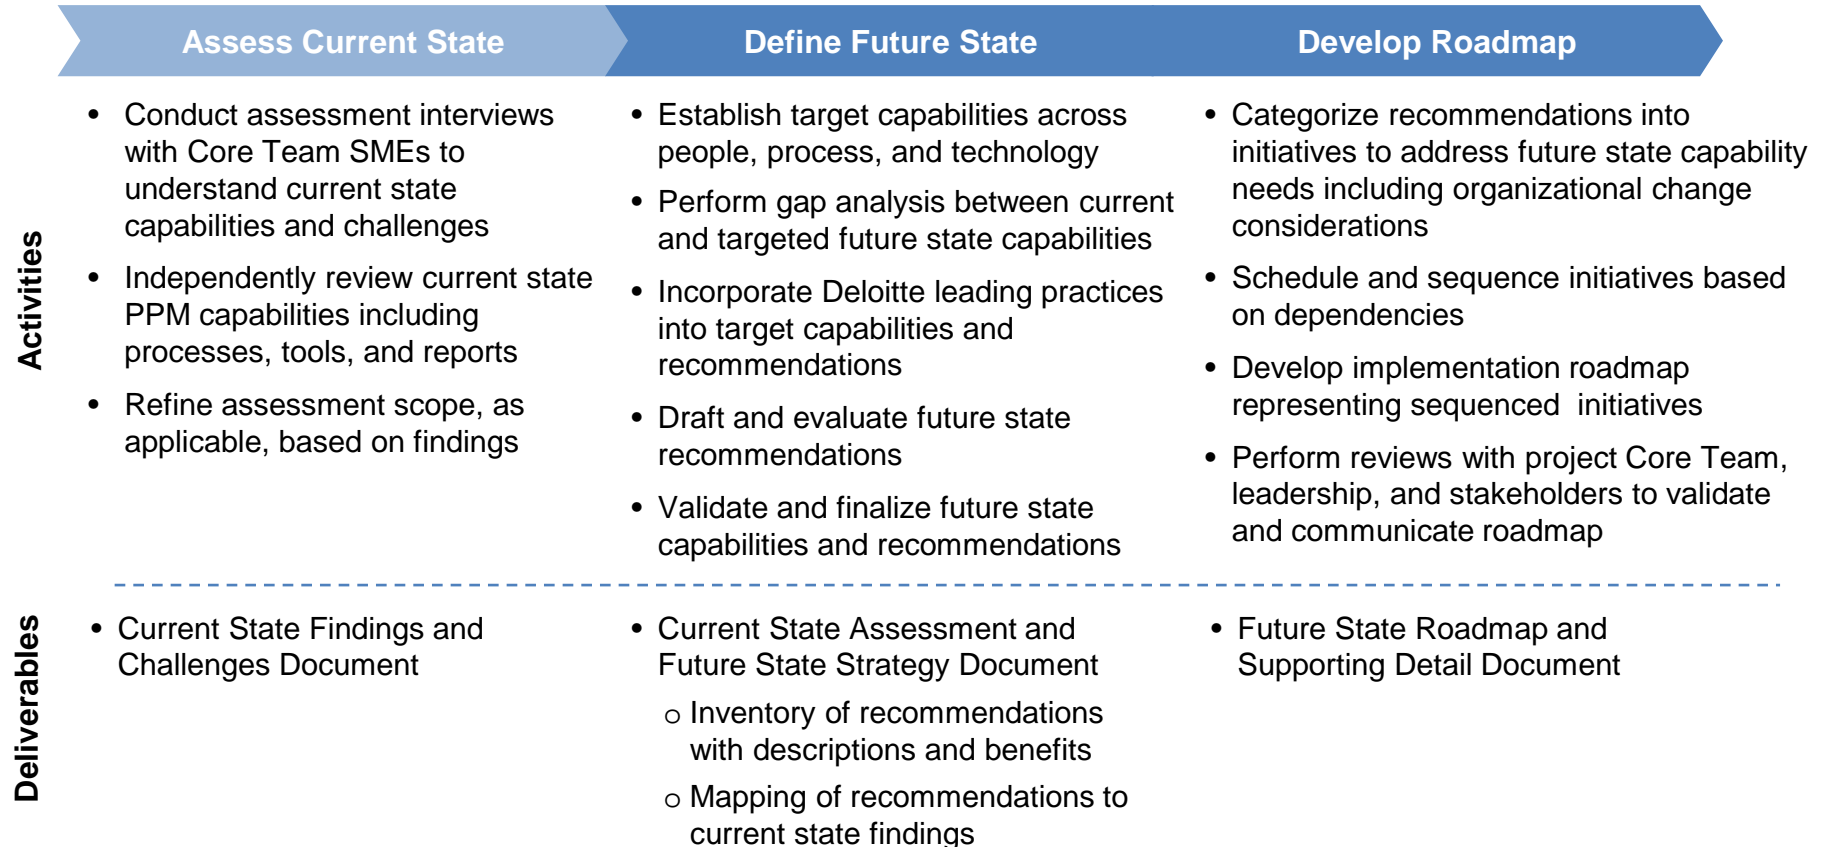 Assess Current State
Define Future State
Develop Roadmap
Activities
• Conduct assessment interviews
with Core Team SMEs to
understand current state
capabilities and challenges
• Independently review current state
PPM capabilities including
processes, tools, and reports
• Refine assessment scope, as
applicable, based on findings
• Establish target capabilities across
people, process, and technology
• Perform gap analysis between current
and targeted future state capabilities
• Incorporate Deloitte leading practices
into target capabilities and
recommendations
• Draft and evaluate future state
recommendations
• Validate and finalize future state
capabilities and recommendations
• Categorize recommendations into
initiatives to address future state capability
needs including organizational change
considerations
• Schedule and sequence initiatives based
on dependencies
• Develop implementation roadmap
representing sequenced  initiatives
• Perform reviews with project Core Team,
leadership, and stakeholders to validate
and communicate roadmap
Deliverables
• Current State Findings and
Challenges Document
• Current State Assessment and
Future State Strategy Document
o Inventory of recommendations
with descriptions and benefits
o Mapping of recommendations to
current state findings
• Future State Roadmap and
Supporting Detail Document